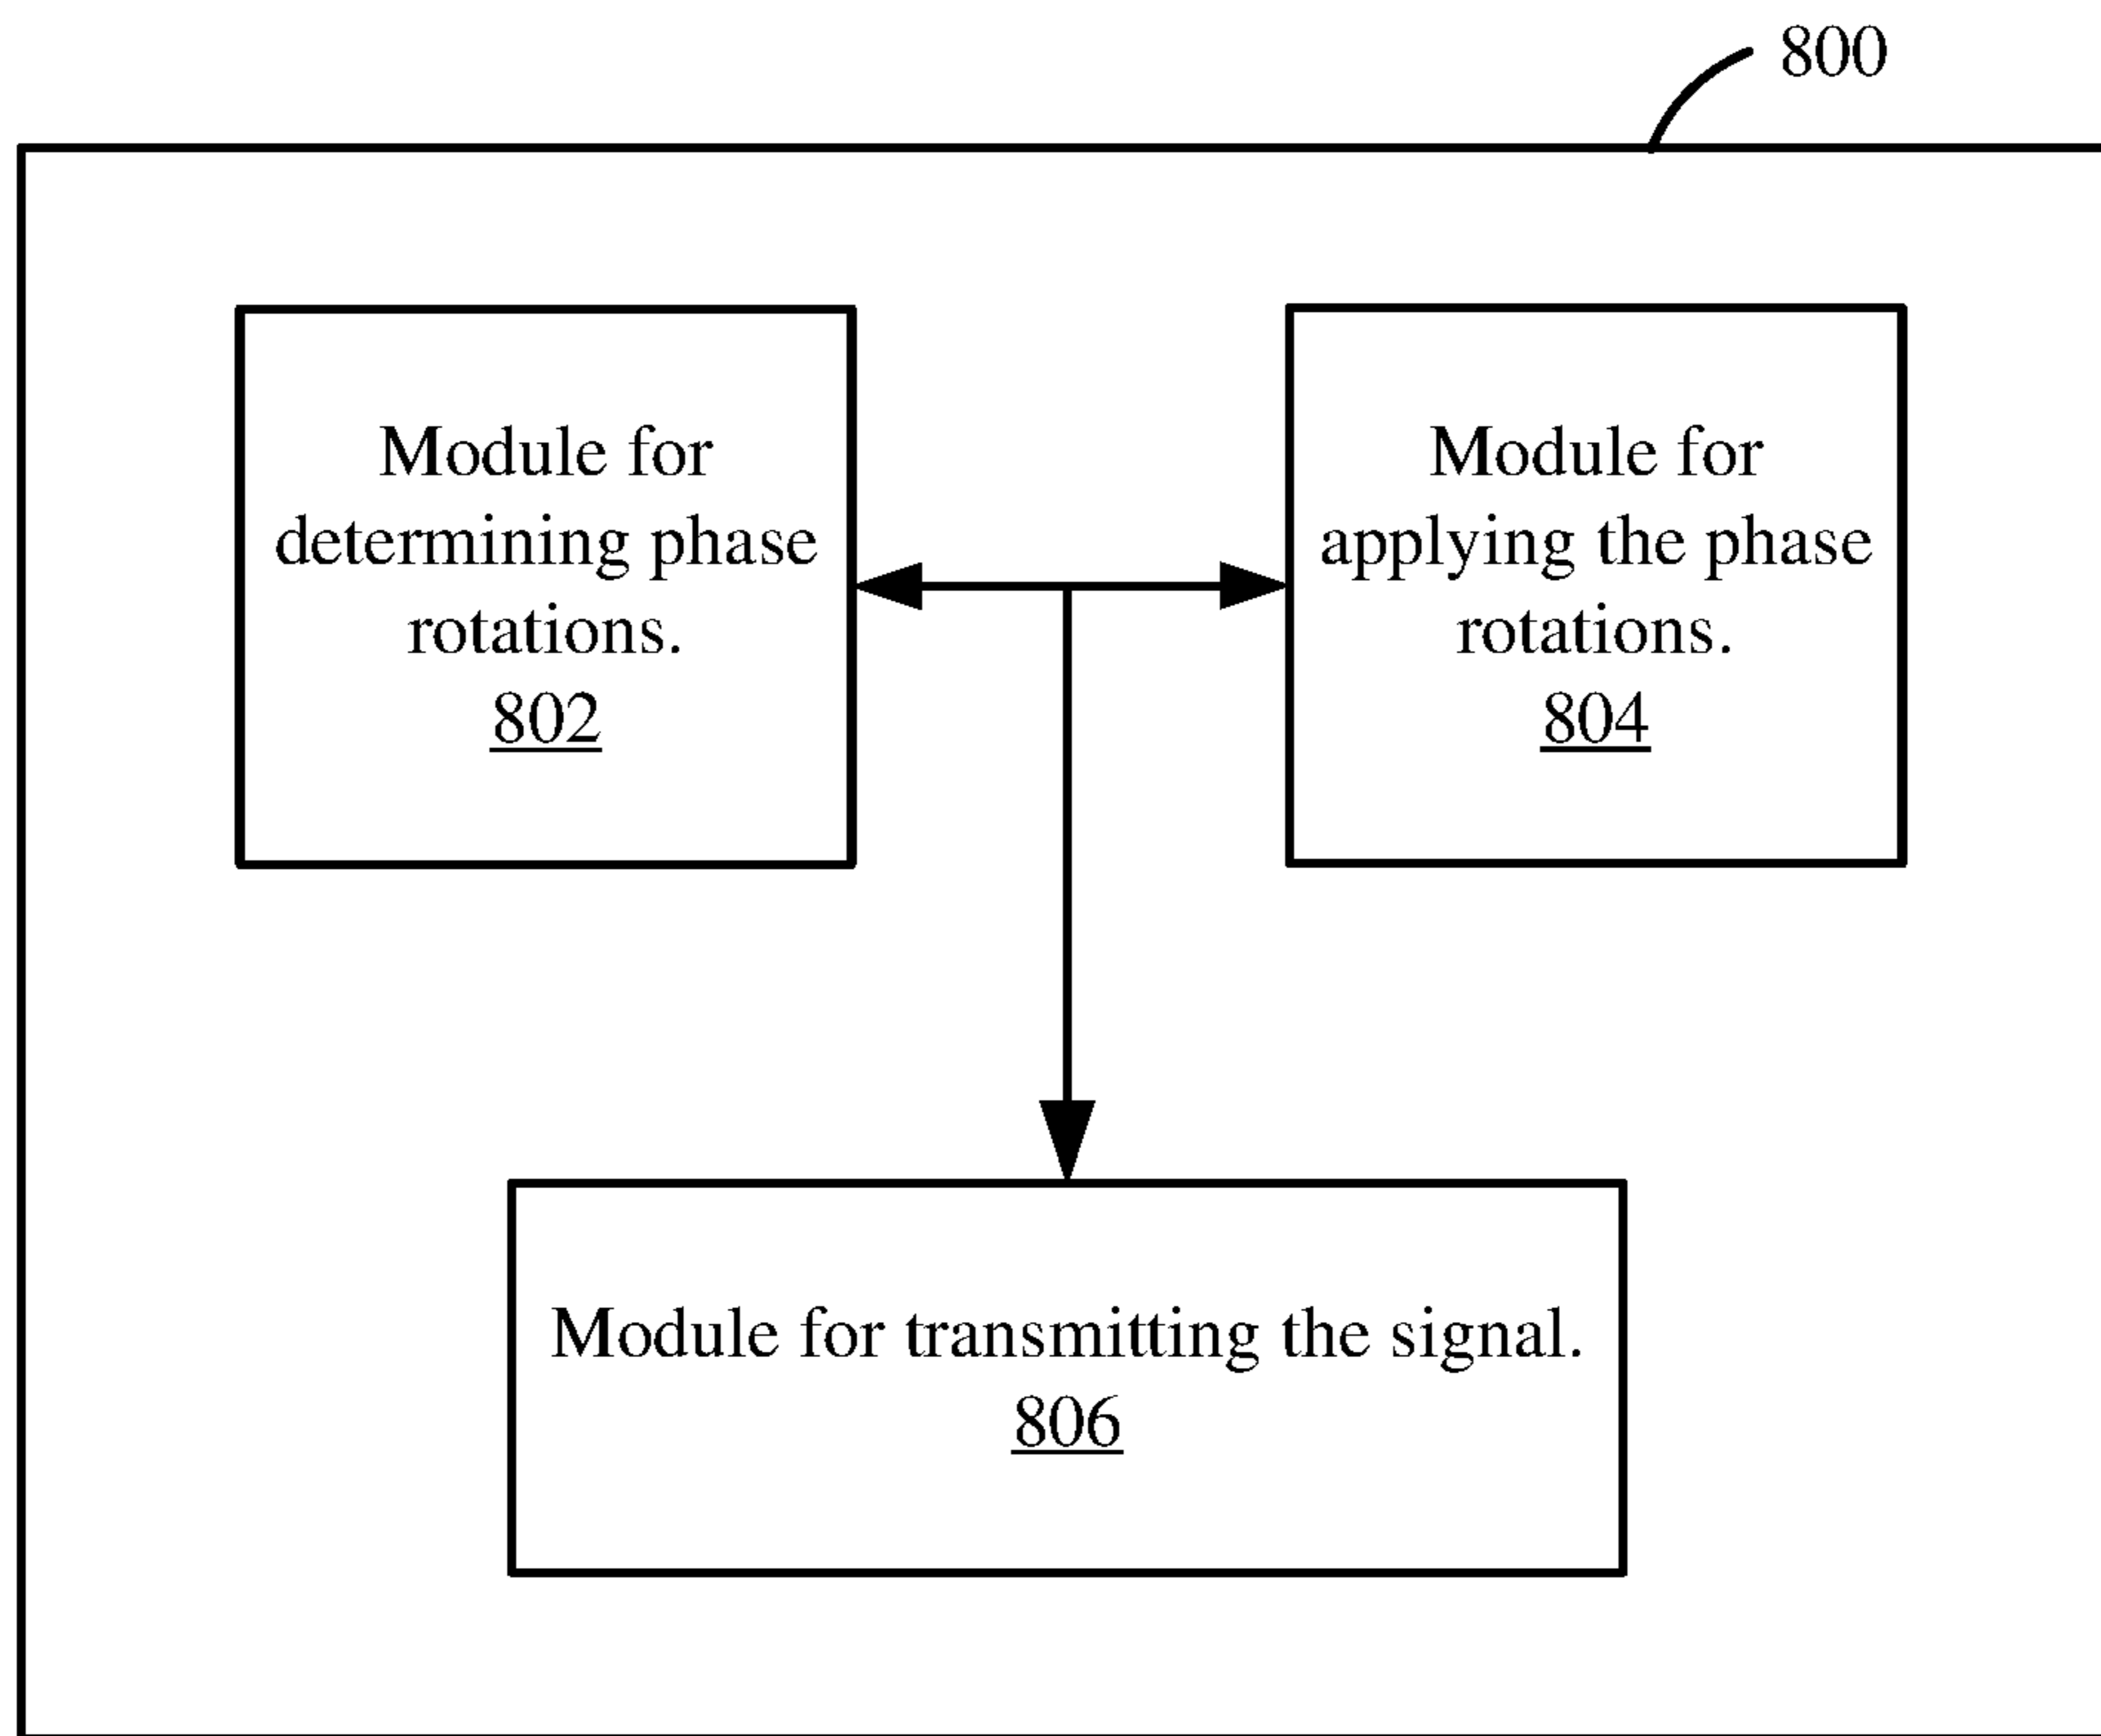 800
Module for
determining phase
rotations.
802
Module for
applying the phase
rotations.
804
Module for transmitting the signal.
806